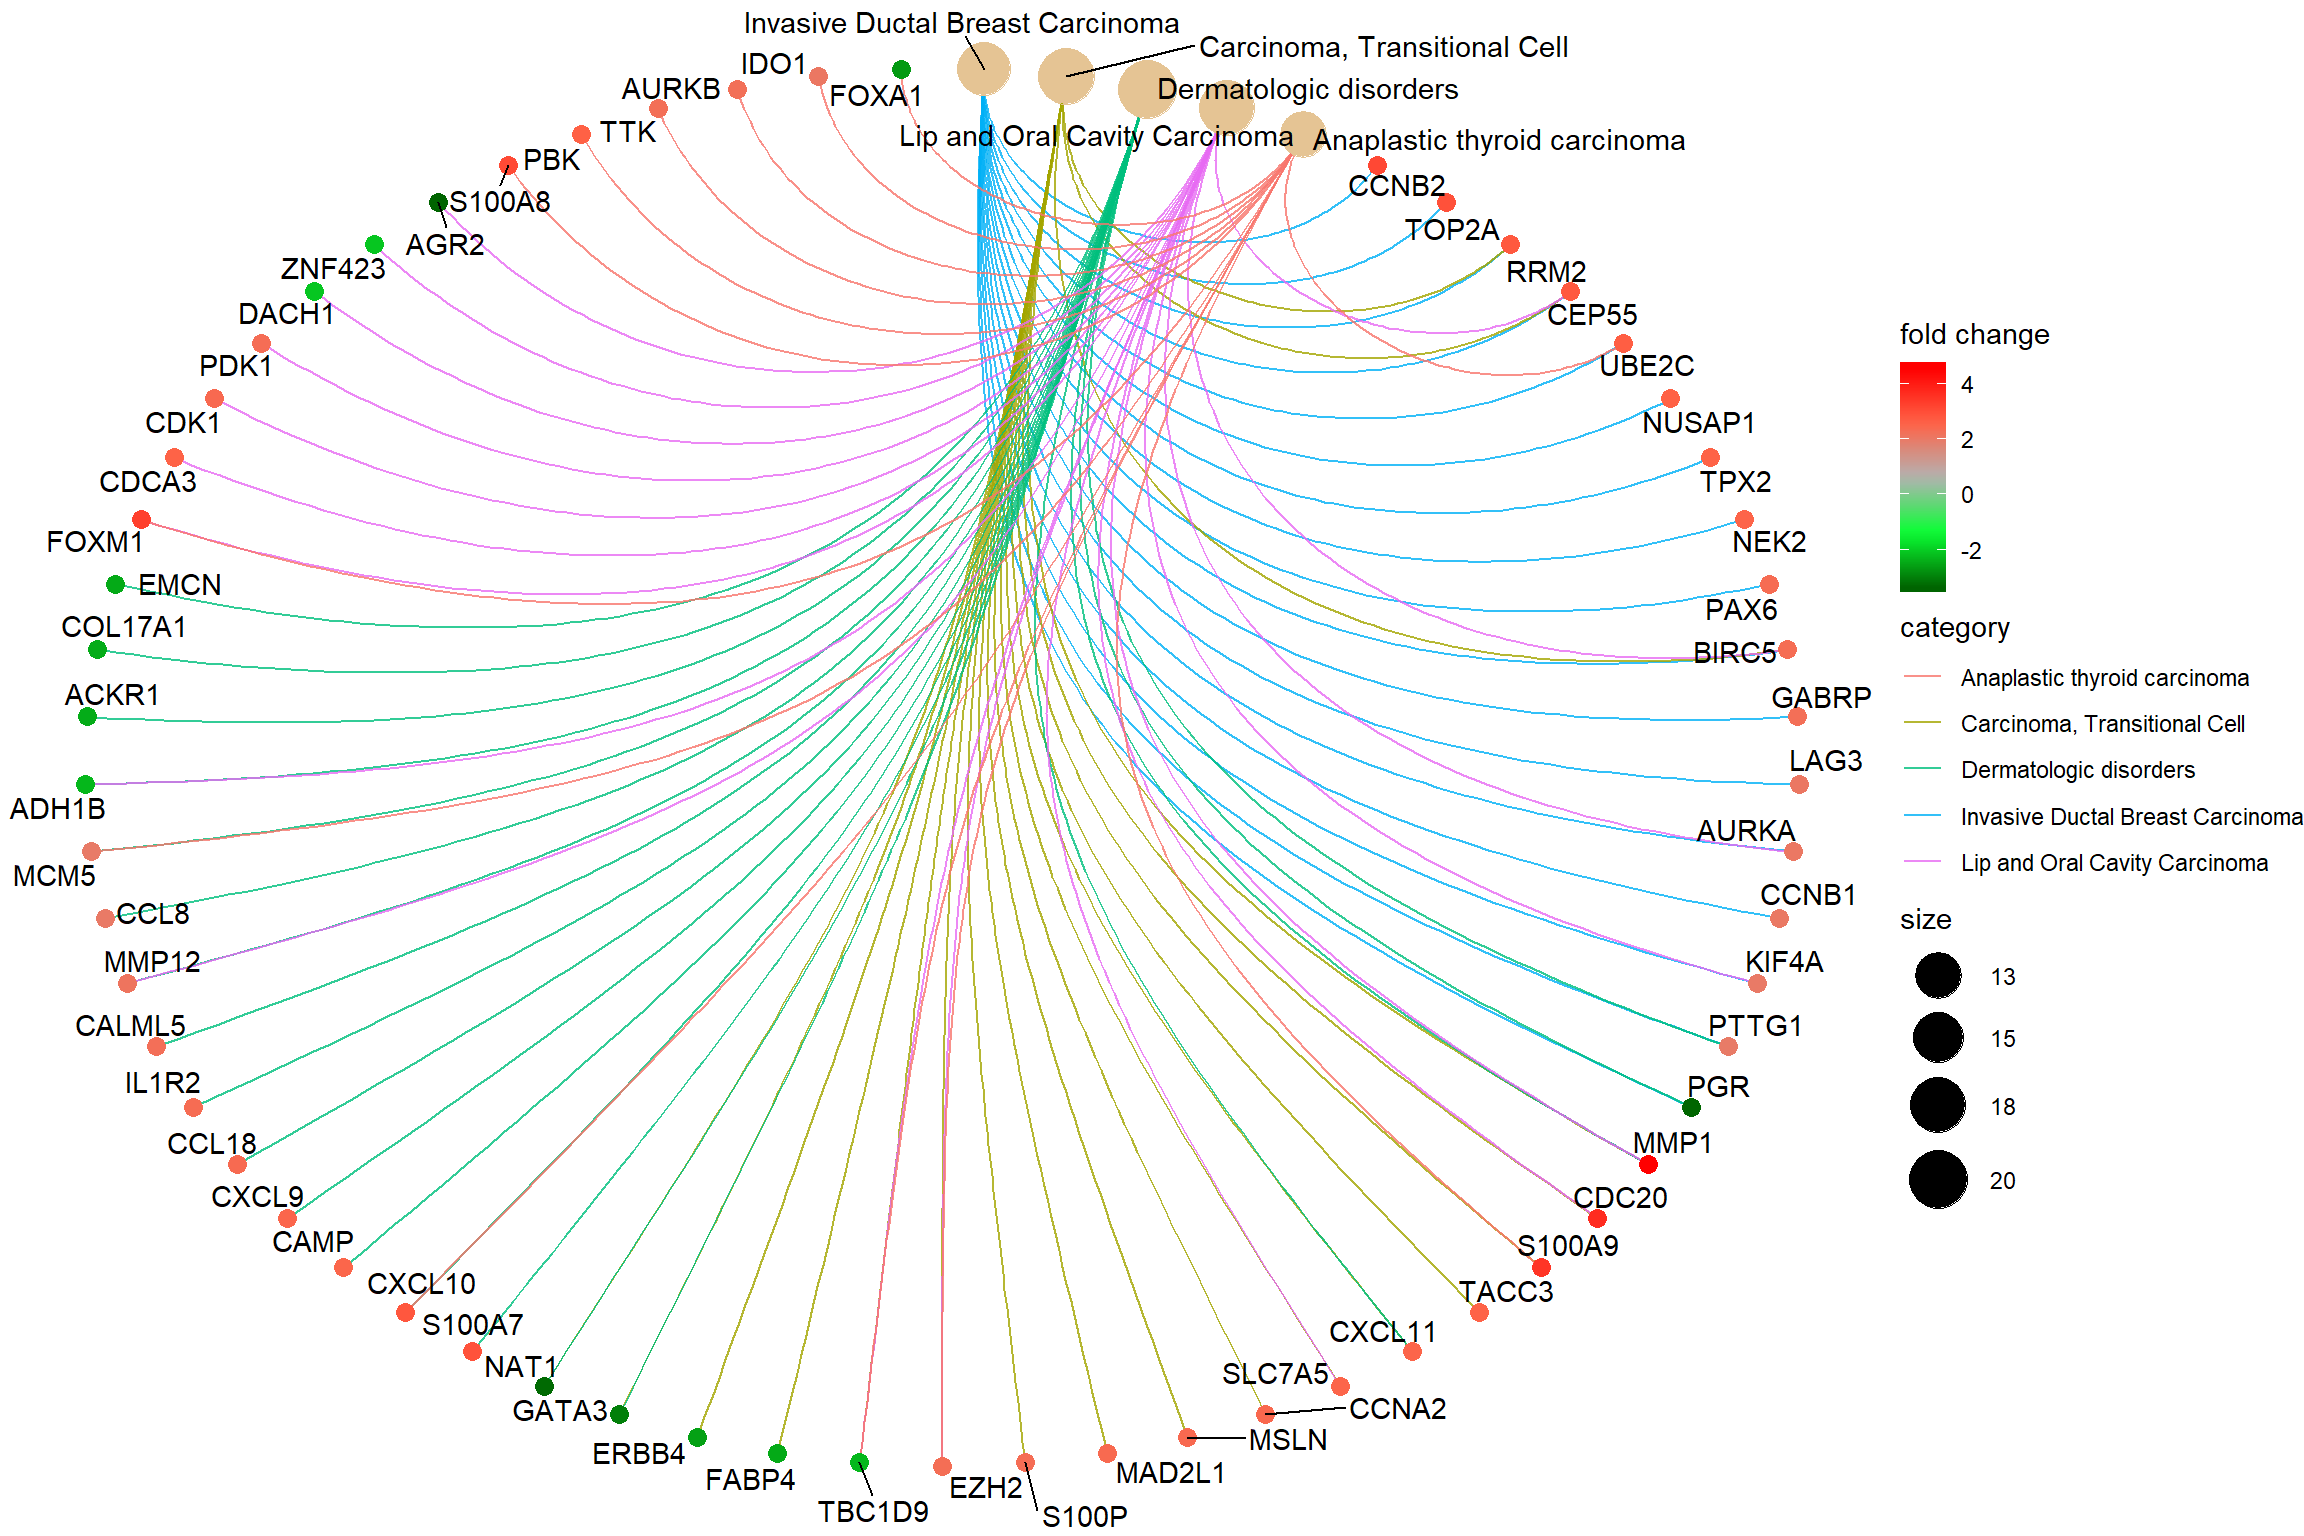 Invasive Ductal Breast Carcinoma
Carcinoma, Transitional Cell
Dermatologic disorders
Lip and Oral Cavity Carcinoma
Anaplastic thyroid carcinoma
IDO1
FOXA1
AURKB
TTK
PBK
S100A8
AGR2
ZNF423
DACH1
PDK1
CDK1
CDCA3
FOXM1
EMCN
COL17A1
ACKR1
ADH1B
MCM5
CCL8
MMP12
CALML5
IL1R2
CCL18
CXCL9
CAMP
CXCL10
S100A7
NAT1
GATA3
ERBB4
FABP4
TBC1D9
EZH2
S100P
MAD2L1
MSLN
CCNA2
SLC7A5
CXCL11
TACC3
S100A9
CDC20
MMP1
PGR
PTTG1
KIF4A
CCNB1
AURKA
LAG3
GABRP
BIRC5
PAX6
NEK2
TPX2
NUSAP1
UBE2C
CEP55
RRM2
TOP2A
CCNB2
fold change
4
2
0
-2
category
Anaplastic thyroid carcinoma
Carcinoma, Transitional Cell
Dermatologic disorders
Invasive Ductal Breast Carcinoma
Lip and Oral Cavity Carcinoma
size
13
15
18
20